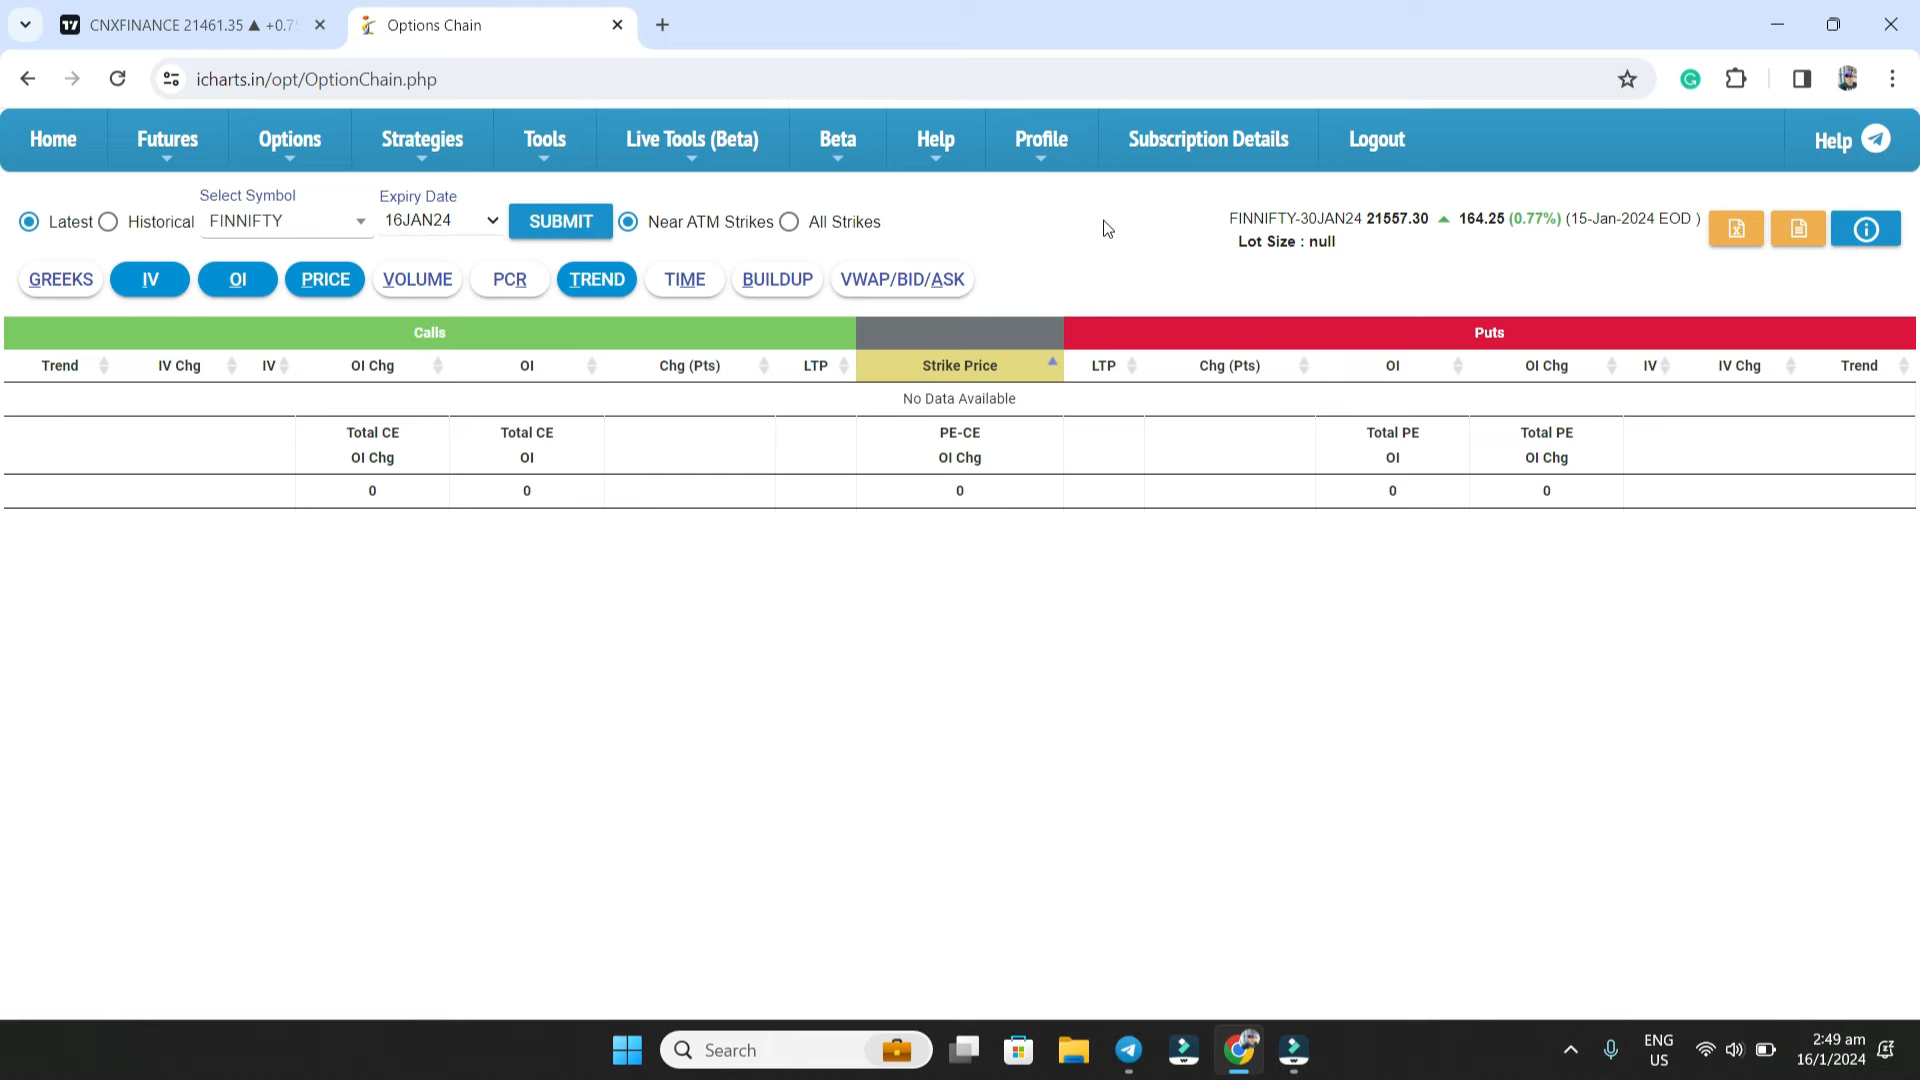 CNXFINANCE 21461.35 ▲ +0.7
Options Chain
icharts.in/opt/OptionChain.php
Home Futures Options Strategies Tools Live Tools (Beta) Beta Help Profile Subscription Details Logout Help
Select Symbol Expiry Date
Latest Historical FINNIFTY 16JAN24 SUBMIT Near ATM Strikes All Strikes
FINNIFTY-30JAN24 21557.30 ▲ 164.25 (0.77%) (15-Jan-2024 EOD )
Lot Size : null
GREEKS IV OI PRICE VOLUME PCR TREND TIME BUILDUP VWAP/BID/ASK
Calls Puts
Trend IV Chg IV OI Chg OI Chg (Pts) LTP Strike Price LTP Chg (Pts) OI OI Chg IV IV Chg Trend
No Data Available
Total CE Total CE PE-CE Total PE Total PE
OI Chg OI OI Chg OI OI Chg
0 0 0 0 0
Search
ENG
US
2:49 am
16/1/2024